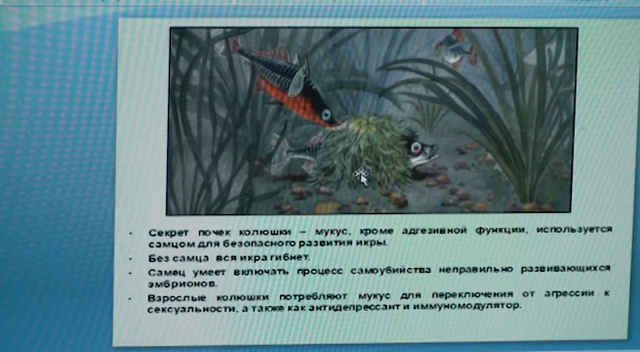 Секрет почек колюшки – мукус, кроме адгезивной функции, используется
самцом для безопасного развития икры.
Без самца вся икра гибнет.
Самец умеет включать процесс самоубийства неправильно развивающихся
эмбрионов.
Взрослые колюшки потребляют мукус для переключения от агрессии к
сексуальности, а также как антидепрессант и иммуномодулятор.